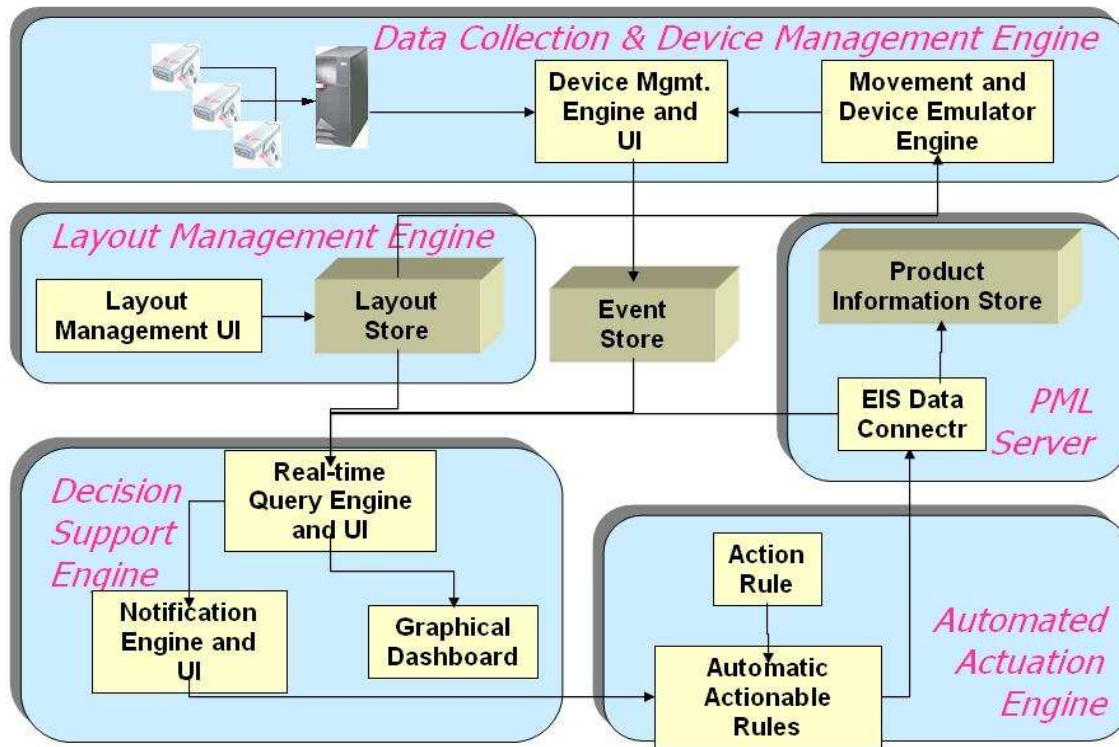 Data Collection & Device Management Engine
Device Mgmt.
Engine and
UI
Movement and
Device Emulator
Engine
Layout Management Engine
Layout
Management UI
Layout
Store
Event
Store
Product
Information Store
EIS Data
Connectr
PML
Server
Decision
Support
Engine
Real-time
Query Engine
and UI
Notification
Engine and
UI
Graphical
Dashboard
Action
Rule
Automatic
Actionable
Rules
Automated
Actuation
Engine